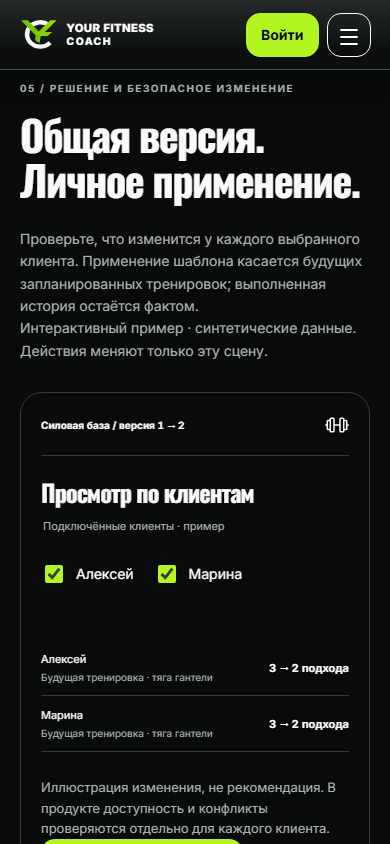 YOUR FITNESS
COACH
Войти
05 / РЕШЕНИЕ И БЕЗОПАСНОЕ ИЗМЕНЕНИЕ
Общая версия.
Личное применение.
Проверьте, что изменится у каждого выбранного
клиента. Применение шаблона касается будущих
запланированных тренировок; выполненная
история остаётся фактом.
Интерактивный пример · синтетические данные.
Действия меняют только эту сцену.
Силовая база / версия 1 → 2
Просмотр по клиентам
Подключённые клиенты · пример
Алексей
Марина
Алексей
Будущая тренировка · тяга гантели
3 → 2 подхода
Марина
Будущая тренировка · тяга гантели
3 → 2 подхода
Иллюстрация изменения, не рекомендация. В
продукте доступность и конфликты
проверяются отдельно для каждого клиента.